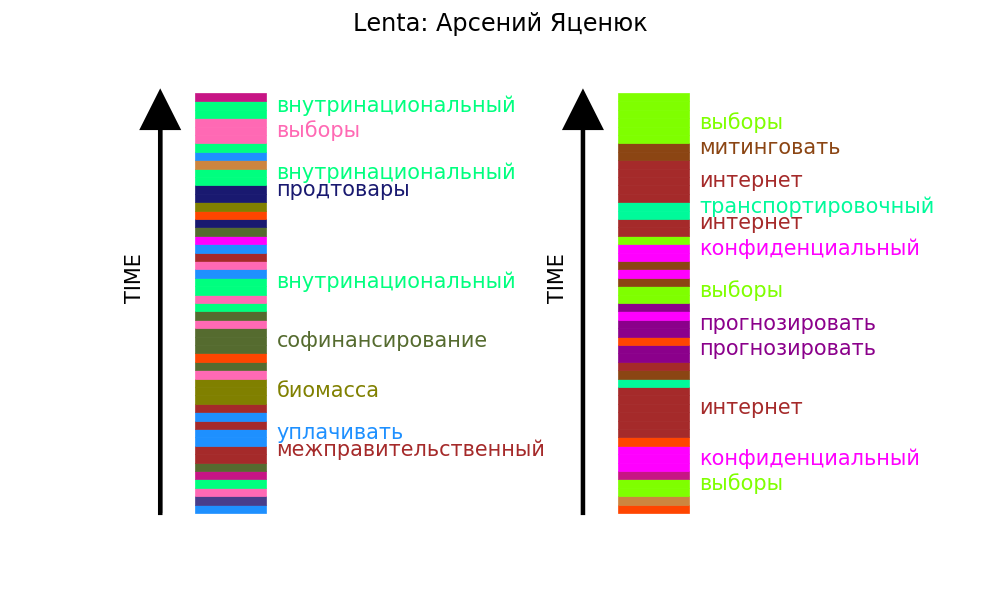 Lenta: Арсений Яценюк
TIME
внутринациональный
выборы
внутринациональный
продтовары
внутринациональный
софинансирование
биомасса
уплачивать
межправительственный
TIME
выборы
митинговать
интернет
транспортировочный
интернет
конфиденциальный
выборы
прогнозировать
прогнозировать
интернет
конфиденциальный
выборы